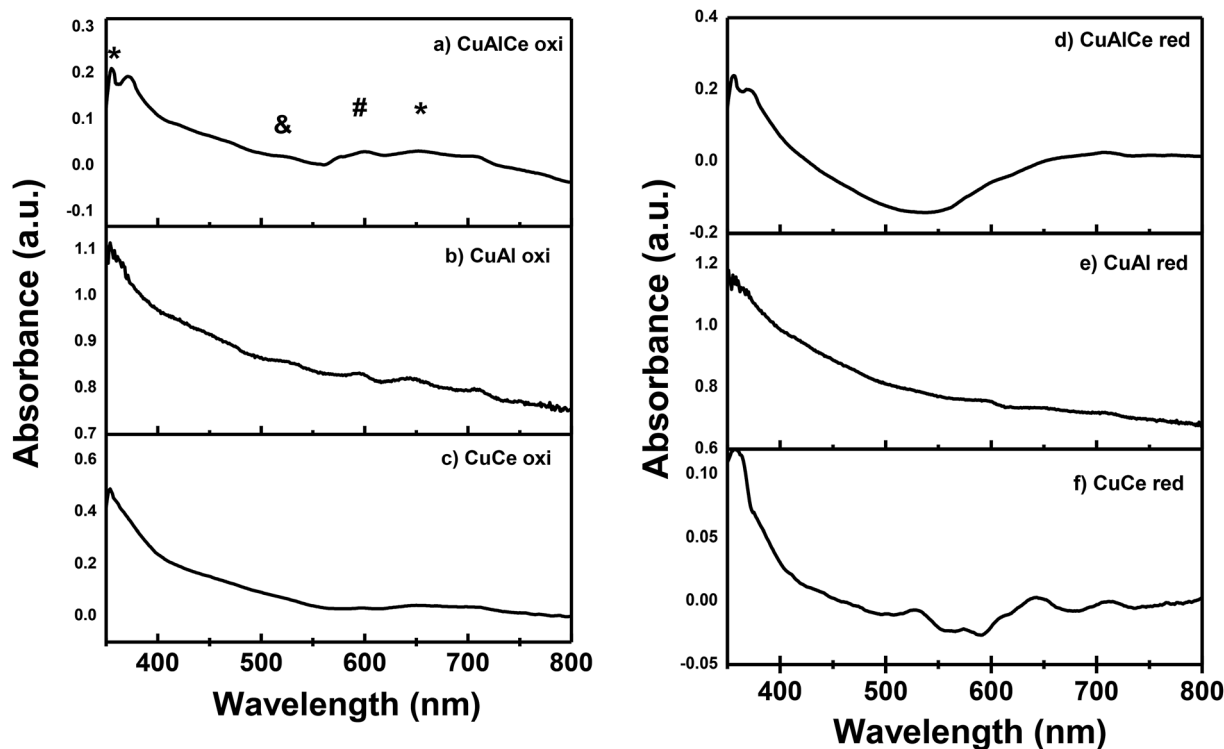 Absorbance (a.u.)
a) CuAlCe oxi
0.3
0.2
0.1
0.0
-0.1
*
&
#
*
b) CuAl oxi
1.1
1.0
0.9
0.8
0.7
c) CuCe oxi
0.6
0.4
0.2
0.0
400 500 600 700 800
Wavelength (nm)
Absorbance (a.u.)
d) CuAlCe red
0.4
0.2
0.0
-0.2
e) CuAl red
1.2
1.0
0.8
0.6
f) CuCe red
0.10
0.05
0.00
-0.05
400 500 600 700 800
Wavelength (nm)